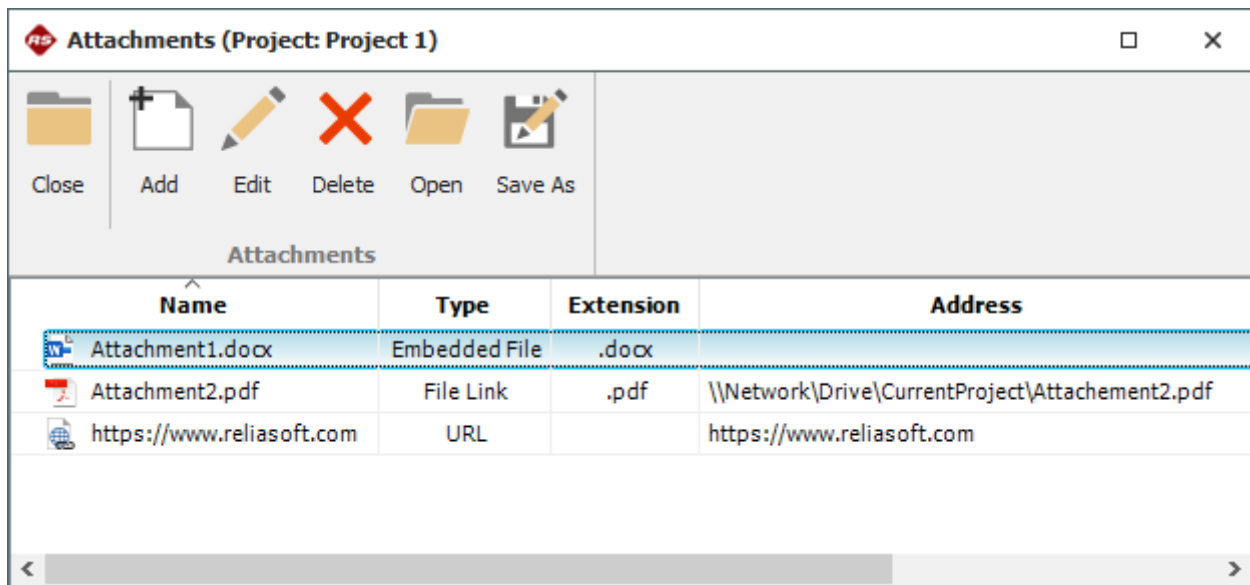 RS Attachments (Project: Project 1)
Close Add Edit Delete Open Save As
Attachments
Name Type Extension Address
Attachment1.docx Embedded File .docx
Attachment2.pdf File Link .pdf \\Network\Drive\CurrentProject\Attachement2.pdf
https://www.reliasoft.com URL https://www.reliasoft.com